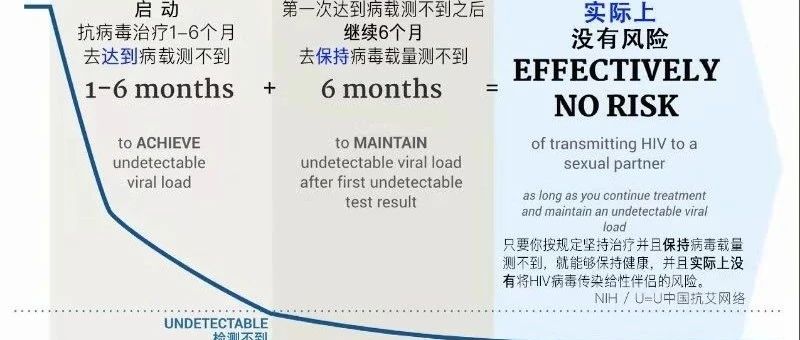 启 动
抗病毒治疗1-6个月
去达到病载测不到
1-6 months
to ACHIEVE
undetectable
viral load
+
第一次达到病载测不到之后
继续6个月
去保持病毒载量测不到
6 months
to MAINTAIN
undetectable viral load
after first undetectable
test result
=
实际上
没有风险
EFFECTIVELY
NO RISK
of transmitting HIV to a
sexual partner
as long as you continue treatment
and maintain an undetectable viral
load
只要你按规定坚持治疗并且保持病毒载量
测不到，就能够保持健康，并且实际上没
有将HIV病毒传染给性伴侣的风险。
NIH / U=U中国抗艾网络
UNDETECTABLE
检测不到